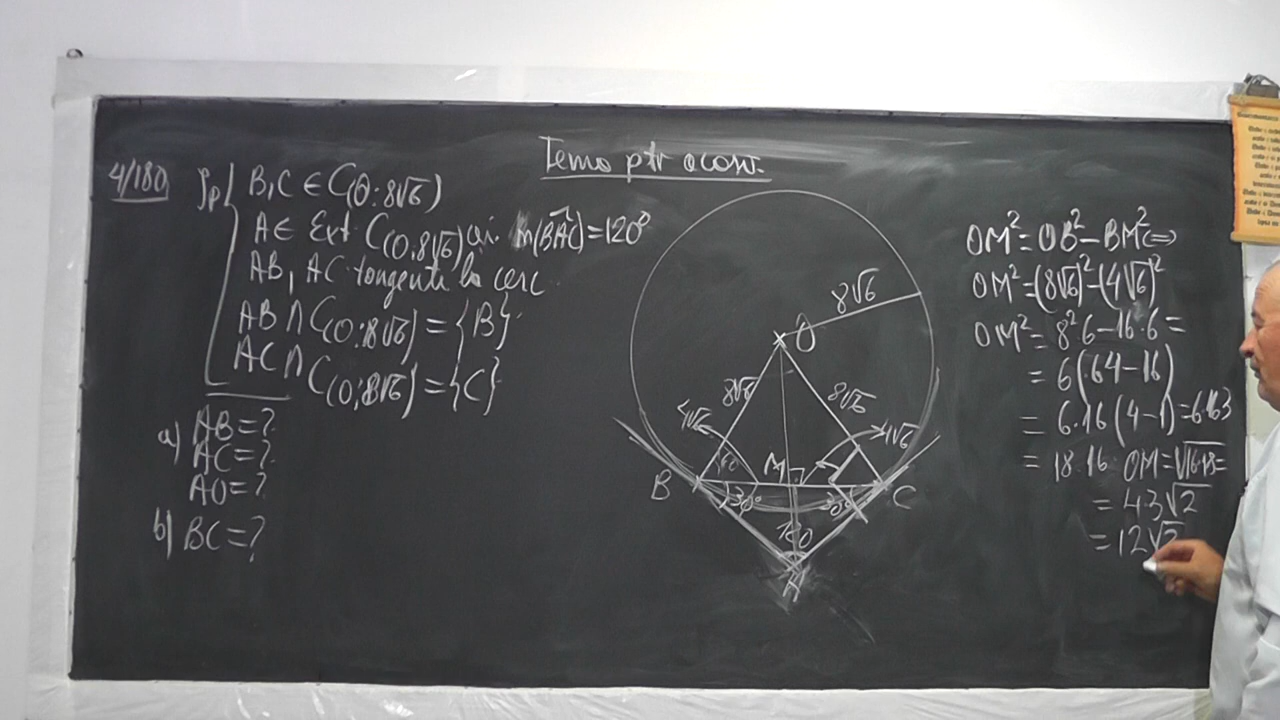 Temo ptr acasă.
4/180 Ip B,C ∈ C(O;8√6)
A ∈ Ext C(O,8√6) aî. m(BAC)=120°
AB, AC tangente la cerc
AB ∩ C(O;8√6) = {B}.
AC ∩ C(O;8√6) = {C}
a) AB=?
AC=?
AO=?
b) BC=?
8√6
O
8√6 8√6
4√6 4√6
60
B M C
30° 30°
120
A
OM²=OB²-BM² ⇔
OM²=(8√6)²-(4√6)²
OM²=8²6-16·6=
=6(64-16)
=6·16(4-1)=6·16·3
=18·16· OM=√16·18=
=4·3√2
=12√2